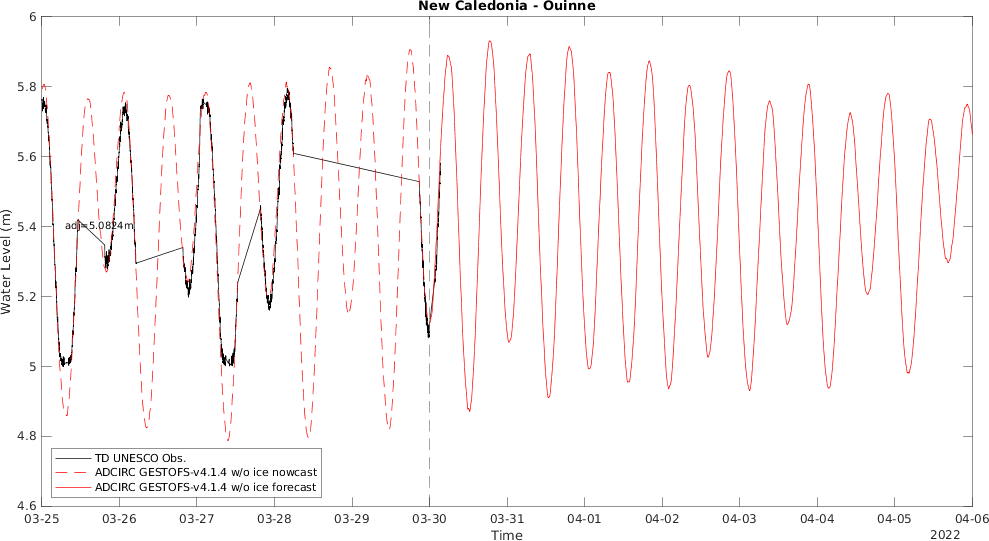 New Caledonia - Ouinne
6
5.8
5.6
5.4
5.2
5
4.8
4.6
Water Level (m)
adj=5.0824m
TD UNESCO Obs.
ADCIRC GESTOFS-v4.1.4 w/o ice nowcast
ADCIRC GESTOFS-v4.1.4 w/o ice forecast
03-25 03-26 03-27 03-28 03-29 03-30 03-31 04-01 04-02 04-03 04-04 04-05 04-06
Time
2022